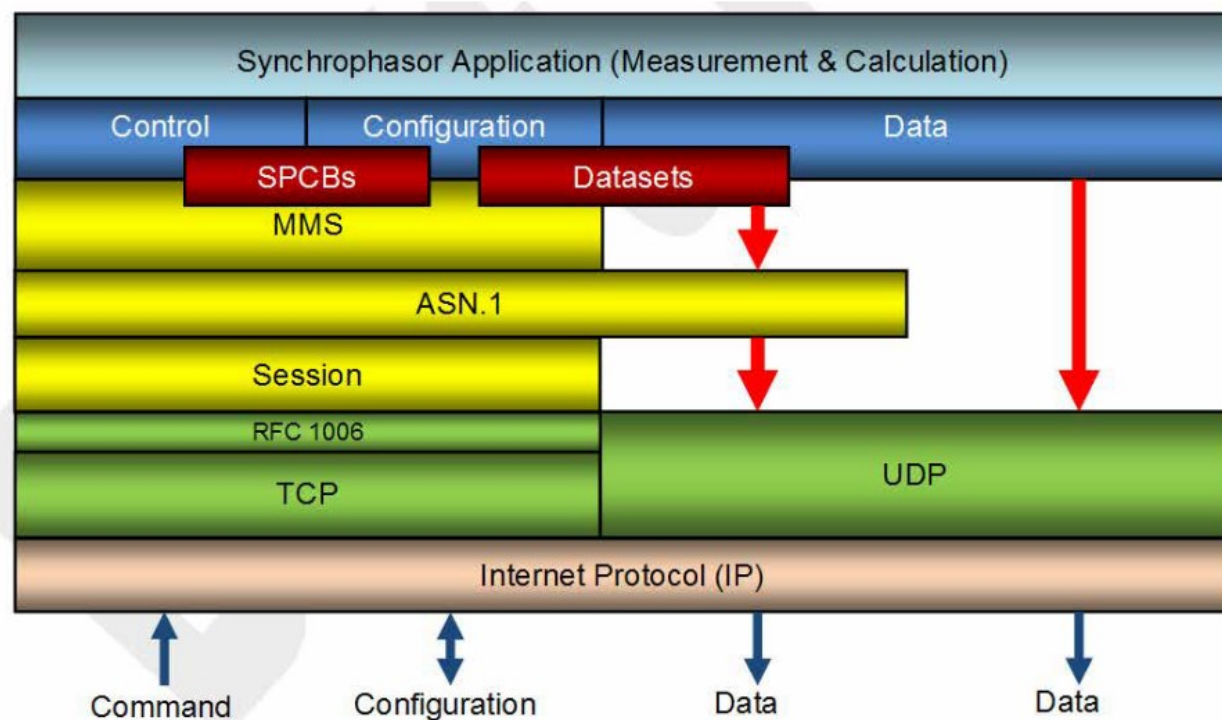 Synchrophasor Application (Measurement & Calculation)
Control
Configuration
Data
SPCBs
Datasets
MMS
ASN.1
Session
RFC 1006
TCP
UDP
Internet Protocol (IP)
Command
Configuration
Data
Data